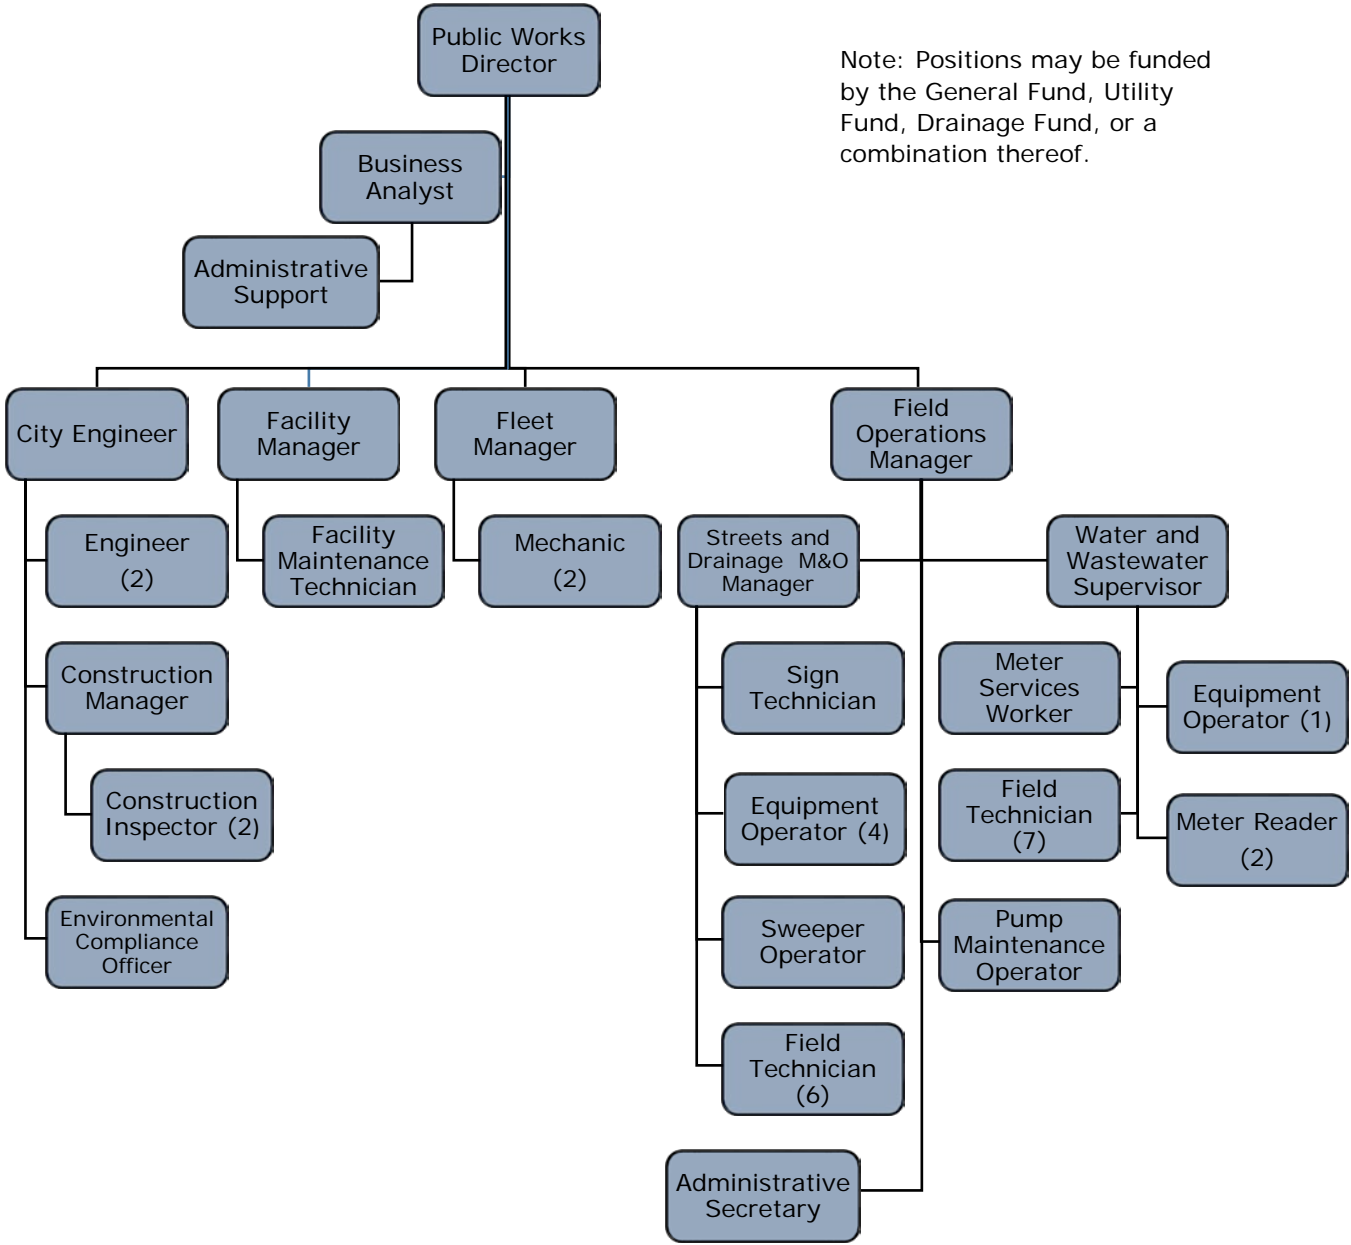 Public Works
Director
Note: Positions may be funded
by the General Fund, Utility
Fund, Drainage Fund, or a
combination thereof.
Business
Analyst
Administrative
Support
City Engineer
Facility
Manager
Fleet
Manager
Field
Operations
Manager
Engineer
(2)
Facility
Maintenance
Technician
Mechanic
(2)
Streets and
Drainage M&O
Manager
Water and
Wastewater
Supervisor
Construction
Manager
Sign
Technician
Meter
Services
Worker
Equipment
Operator (1)
Construction
Inspector (2)
Equipment
Operator (4)
Field
Technician
(7)
Meter Reader
(2)
Environmental
Compliance
Officer
Sweeper
Operator
Pump
Maintenance
Operator
Field
Technician
(6)
Administrative
Secretary